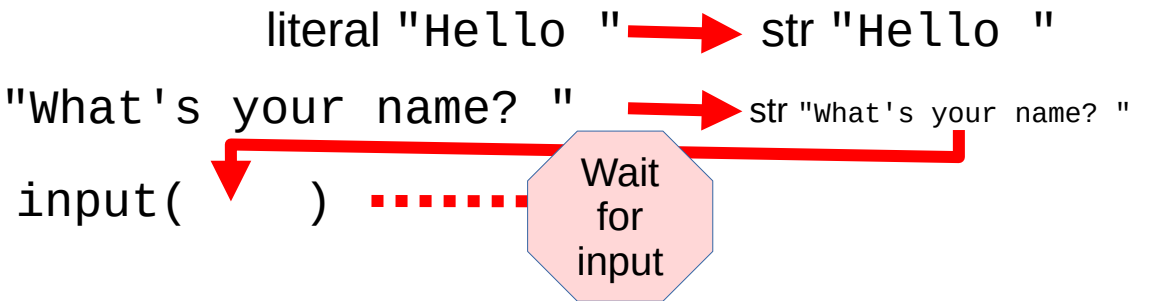 literal "Hello " str "Hello "
"What's your name? " str "What's your name? "
input( )
Wait
for
input